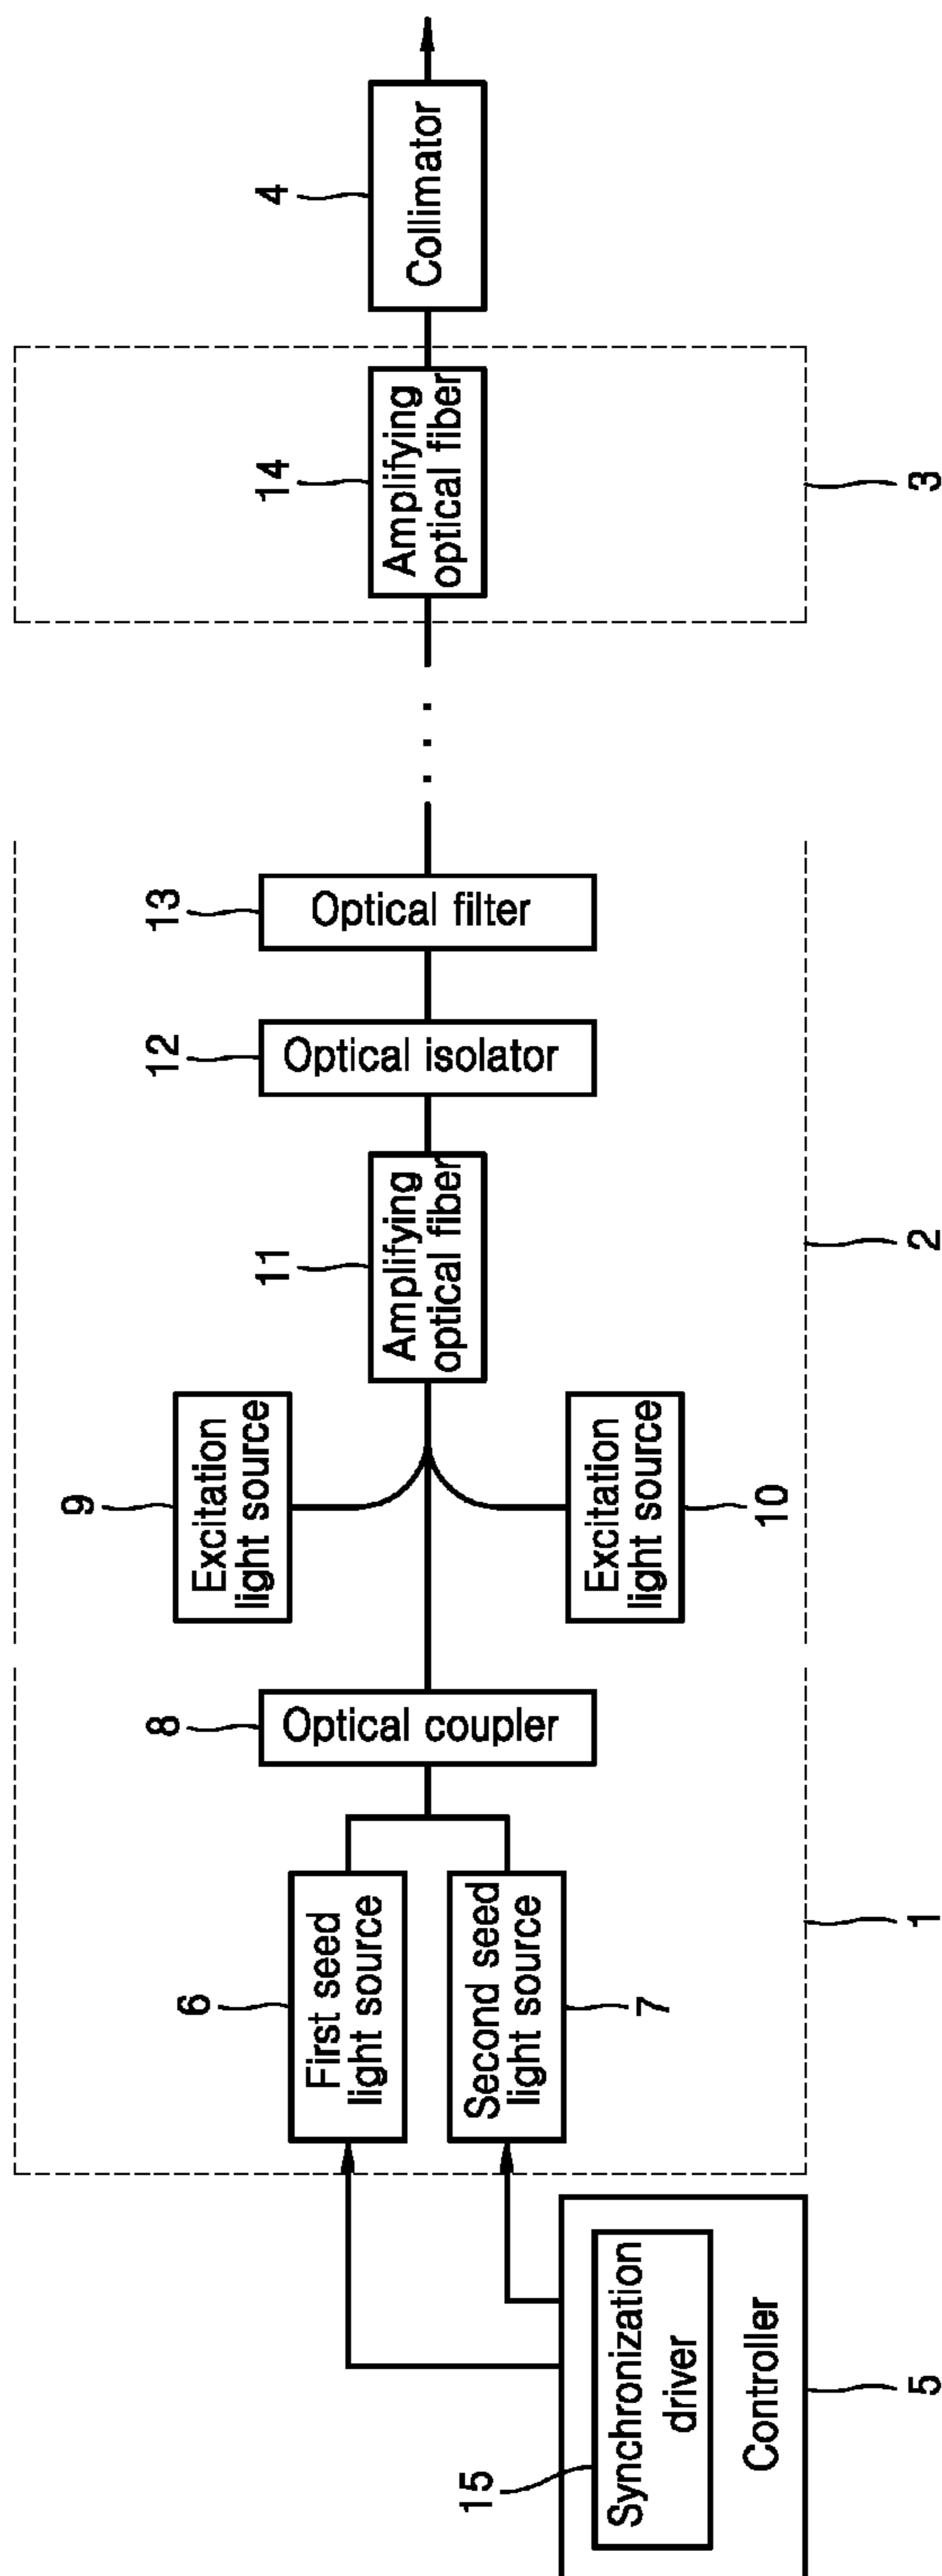 15
Synchronization
driver
Controller
5
6
First seed
light source
Second seed
light source
7
1
8
Optical coupler
9
Excitation
light source
Excitation
light source
10
11
Amplifying
optical fiber
2
12
Optical isolator
13
Optical filter
14
Amplifying
optical fiber
3
4
Collimator